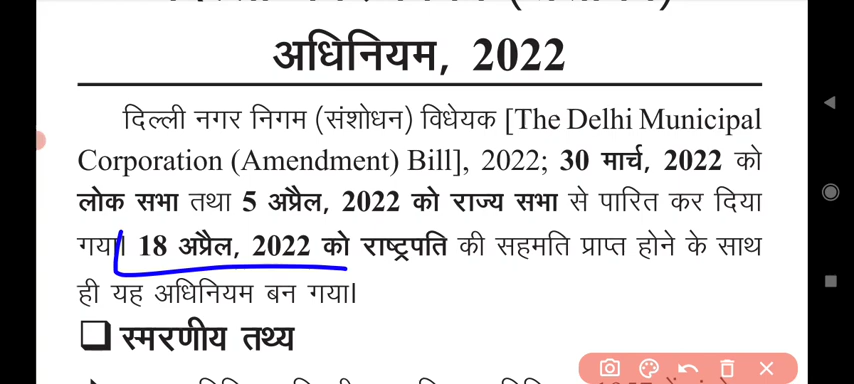 अधिनियम, 2022
दिल्ली नगर निगम (संशोधन) विधेयक [The Delhi Municipal
Corporation (Amendment) Bill], 2022; 30 मार्च, 2022 को
लोक सभा तथा 5 अप्रैल, 2022 को राज्य सभा से पारित कर दिया
गया। 18 अप्रैल, 2022 को राष्ट्रपति की सहमति प्राप्त होने के साथ
ही यह अधिनियम बन गया।
स्मरणीय तथ्य